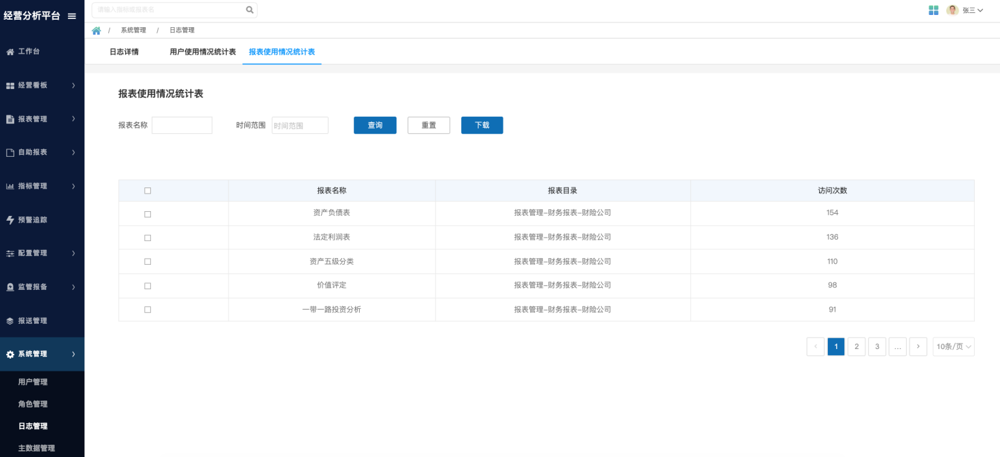 经营分析平台
请输入指标或报表名
张三
/ 系统管理 / 日志管理
日志详情 用户使用情况统计表 报表使用情况统计表
工作台
经营看板
报表管理
自助报表
指标管理
预警追踪
配置管理
监管报备
报送管理
系统管理
用户管理
角色管理
日志管理
主数据管理
报表使用情况统计表
报表名称 时间范围 时间范围 查询 重置 下载
报表名称 报表目录 访问次数
资产负债表 报表管理–财务报表–财险公司 154
法定利润表 报表管理–财务报表–财险公司 136
资产五级分类 报表管理–财务报表–财险公司 110
价值评定 报表管理–财务报表–财险公司 98
一带一路投资分析 报表管理–财务报表–财险公司 91
1 2 3 ... 10条/页